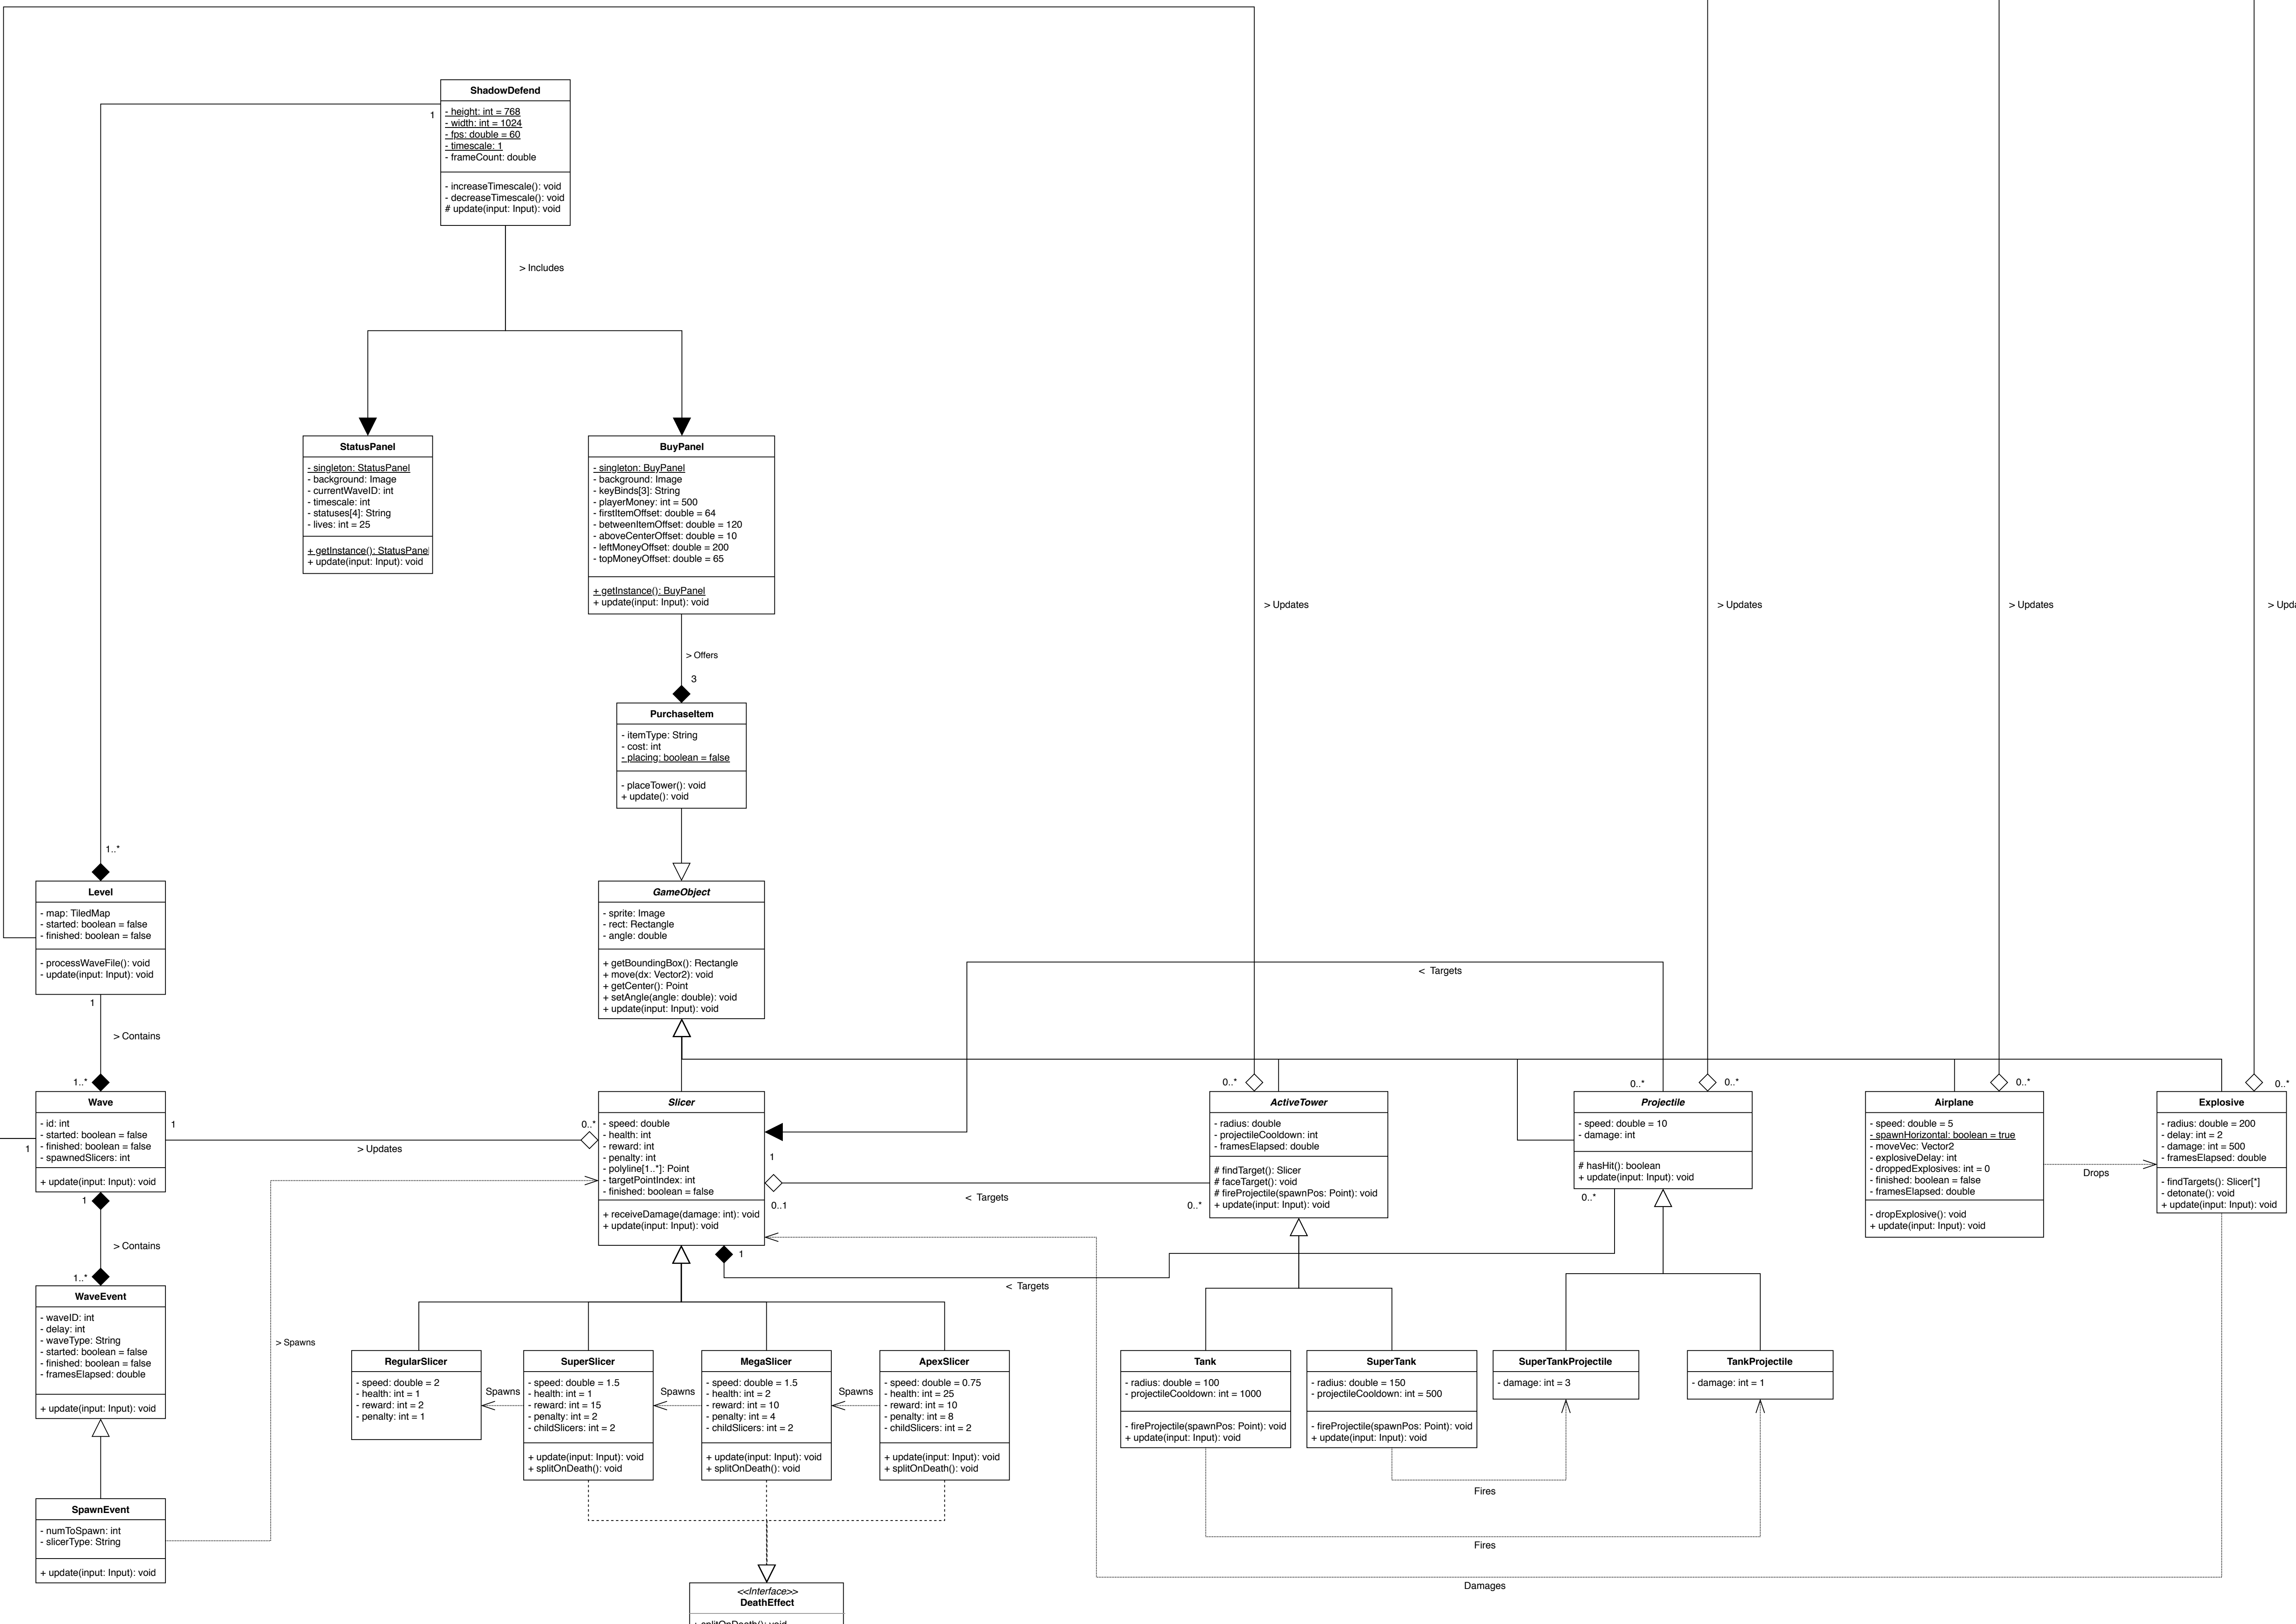 ShadowDefend
- height: int = 768
- width: int = 1024
- fps: double = 60
- timescale: 1
- frameCount: double
- increaseTimescale(): void
- decreaseTimescale(): void
# update(input: Input): void
1
> Includes
StatusPanel
- singleton: StatusPanel
- background: Image
- currentWaveID: int
- timescale: int
- statuses[4]: String
- lives: int = 25
+ getInstance(): StatusPanel
+ update(input: Input): void
BuyPanel
- singleton: BuyPanel
- background: Image
- keyBinds[3]: String
- playerMoney: int = 500
- firstItemOffset: double = 64
- betweenItemOffset: double = 120
- aboveCenterOffset: double = 10
- leftMoneyOffset: double = 200
- topMoneyOffset: double = 65
+ getInstance(): BuyPanel
+ update(input: Input): void
> Updates
> Updates
> Updates
> Upda
> Offers
3
PurchaseItem
- itemType: String
- cost: int
- placing: boolean = false
- placeTower(): void
+ update(): void
1..*
Level
- map: TiledMap
- started: boolean = false
- finished: boolean = false
- processWaveFile(): void
- update(input: Input): void
1
> Contains
1..*
GameObject
- sprite: Image
- rect: Rectangle
- angle: double
+ getBoundingBox(): Rectangle
+ move(dx: Vector2): void
+ getCenter(): Point
+ setAngle(angle: double): void
+ update(input: Input): void
< Targets
Wave
- id: int
- started: boolean = false
- finished: boolean = false
- spawnedSlicers: int
+ update(input: Input): void
1
1
1
> Updates
0..*
Slicer
- speed: double
- health: int
- reward: int
- penalty: int
- polyline[1..*]: Point
- targetPointIndex: int
- finished: boolean = false
+ receiveDamage(damage: int): void
+ update(input: Input): void
1
0..1
1
< Targets
0..*
< Targets
0..*
ActiveTower
- radius: double
- projectileCooldown: int
- framesElapsed: double
# findTarget(): Slicer
# faceTarget(): void
# fireProjectile(spawnPos: Point): void
+ update(input: Input): void
0..*
0..*
Projectile
- speed: double = 10
- damage: int
# hasHit(): boolean
+ update(input: Input): void
0..*
0..*
Airplane
- speed: double = 5
- spawnHorizontal: boolean = true
- moveVec: Vector2
- explosiveDelay: int
- droppedExplosives: int = 0
- finished: boolean = false
- framesElapsed: double
- dropExplosive(): void
+ update(input: Input): void
Drops
0..*
Explosive
- radius: double = 200
- delay: int = 2
- damage: int = 500
- framesElapsed: double
- findTargets(): Slicer[*]
- detonate(): void
+ update(input: Input): void
> Contains
1..*
WaveEvent
- waveID: int
- delay: int
- waveType: String
- started: boolean = false
- finished: boolean = false
- framesElapsed: double
+ update(input: Input): void
> Spawns
RegularSlicer
- speed: double = 2
- health: int = 1
- reward: int = 2
- penalty: int = 1
Spawns
SuperSlicer
- speed: double = 1.5
- health: int = 1
- reward: int = 15
- penalty: int = 2
- childSlicers: int = 2
+ update(input: Input): void
+ splitOnDeath(): void
Spawns
MegaSlicer
- speed: double = 1.5
- health: int = 2
- reward: int = 10
- penalty: int = 4
- childSlicers: int = 2
+ update(input: Input): void
+ splitOnDeath(): void
Spawns
ApexSlicer
- speed: double = 0.75
- health: int = 25
- reward: int = 10
- penalty: int = 8
- childSlicers: int = 2
+ update(input: Input): void
+ splitOnDeath(): void
Tank
- radius: double = 100
- projectileCooldown: int = 1000
- fireProjectile(spawnPos: Point): void
+ update(input: Input): void
SuperTank
- radius: double = 150
- projectileCooldown: int = 500
- fireProjectile(spawnPos: Point): void
+ update(input: Input): void
SuperTankProjectile
- damage: int = 3
TankProjectile
- damage: int = 1
Fires
Fires
Damages
SpawnEvent
- numToSpawn: int
- slicerType: String
+ update(input: Input): void
<<Interface>>
DeathEffect
+ splitOnDeath(): void